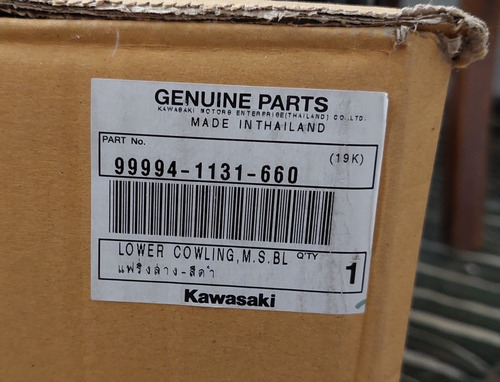 GENUINE PARTS
KAWASAKI MOTORS ENTERPRISE(THAILAND) CO.,LTD.
MADE INTHAILAND
PART No.
99994-1131-660 (19K)
LOWER COWLING,M.S.BL Q'TY
แฟริ่งล่าง-สีดำ 1
Kawasaki